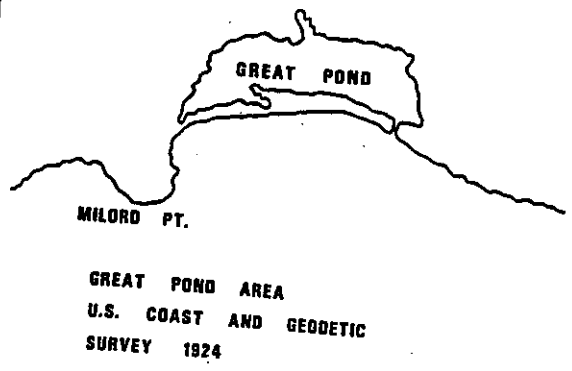 GREAT POND
MILORD PT.
GREAT POND AREA
U.S. COAST AND GEODETIC
SURVEY 1924